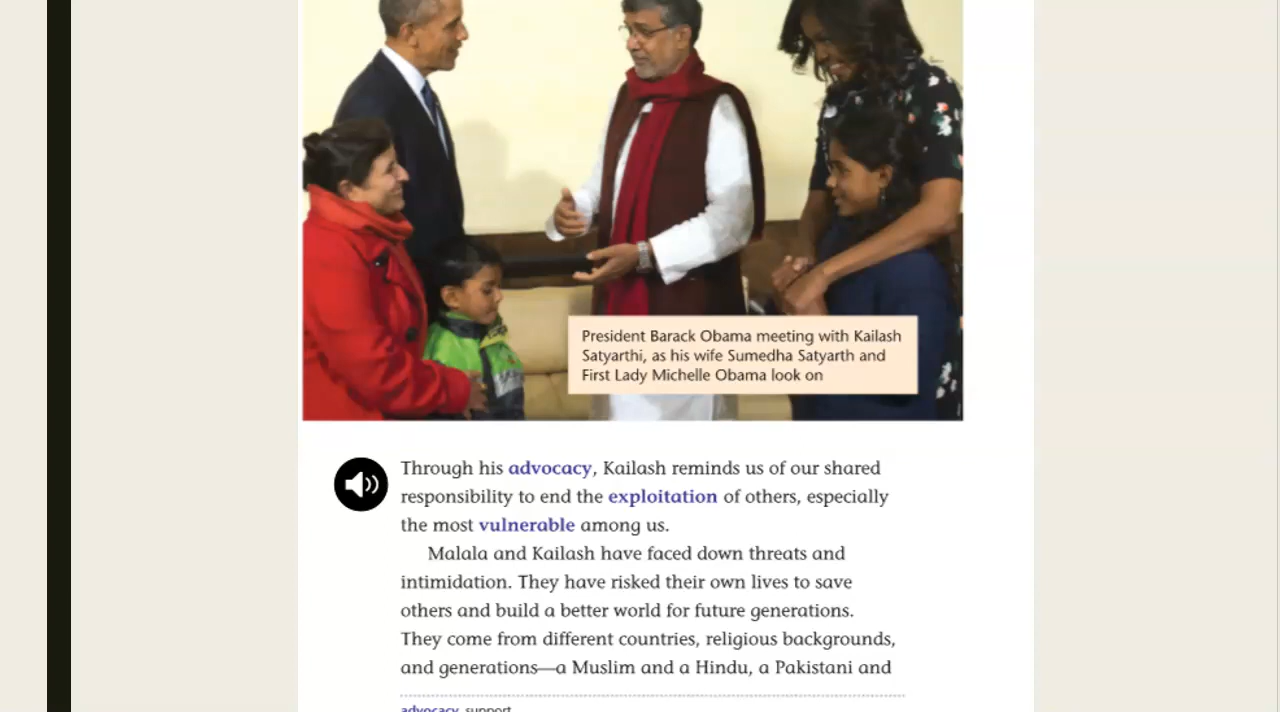 President Barack Obama meeting with Kailash
Satyarthi, as his wife Sumedha Satyarth and
First Lady Michelle Obama look on
Through his advocacy, Kailash reminds us of our shared
responsibility to end the exploitation of others, especially
the most vulnerable among us.
Malala and Kailash have faced down threats and
intimidation. They have risked their own lives to save
others and build a better world for future generations.
They come from different countries, religious backgrounds,
and generations—a Muslim and a Hindu, a Pakistani and
advocacy support